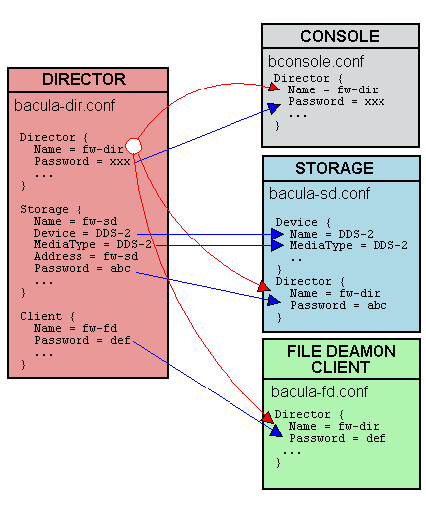 DIRECTOR
bacula-dir.conf
Director {
Name = fw-dir
Password = xxx
...
}
Storage {
Name = fw-sd
Device = DDS-2
MediaType = DDS-2
Address = fw-sd
Password = abc
...
}
Client {
Name = fw-fd
Password = def
...
}
CONSOLE
bconsole.conf
Director {
Name - fw-dir
Password = xxx
...
}
STORAGE
bacula-sd.conf
Device {
Name = DDS-2
MediaType = DDS-2
..
}
Director {
Name = fw-dir
Password = abc
}
FILE DEAMON
CLIENT
bacula-fd.conf
Director {
Name = fw-dir
Password = def
...
}